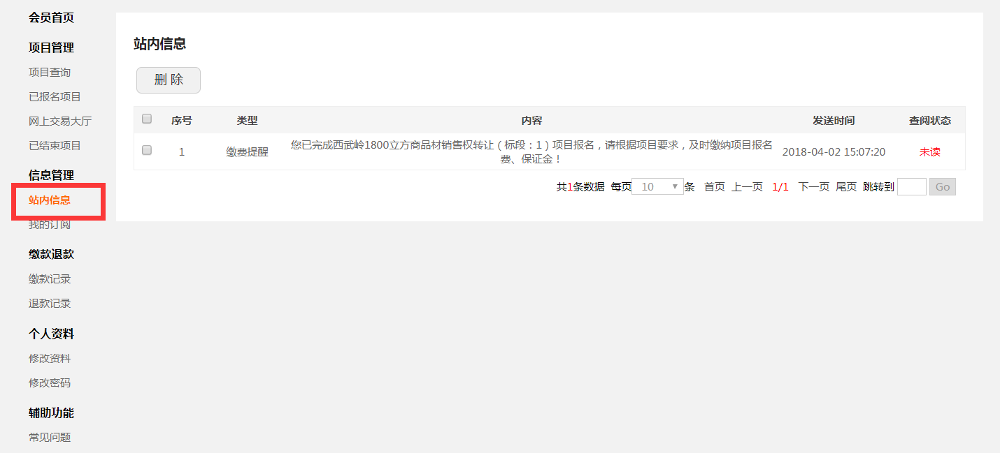 会员首页
项目管理
项目查询
已报名项目
网上交易大厅
已结束项目
信息管理
站内信息
我的订阅
缴款退款
缴款记录
退款记录
个人资料
修改资料
修改密码
辅助功能
常见问题
站内信息
删 除
序号 类型 内容 发送时间 查阅状态
1 缴费提醒 您已完成西武岭1800立方商品材销售权转让（标段：1）项目报名，请根据项目要求，及时缴纳项目报名
费、保证金！ 2018-04-02 15:07:20 未读
共1条数据 每页 10 条 首页 上一页 1/1 下一页 尾页 跳转到 Go